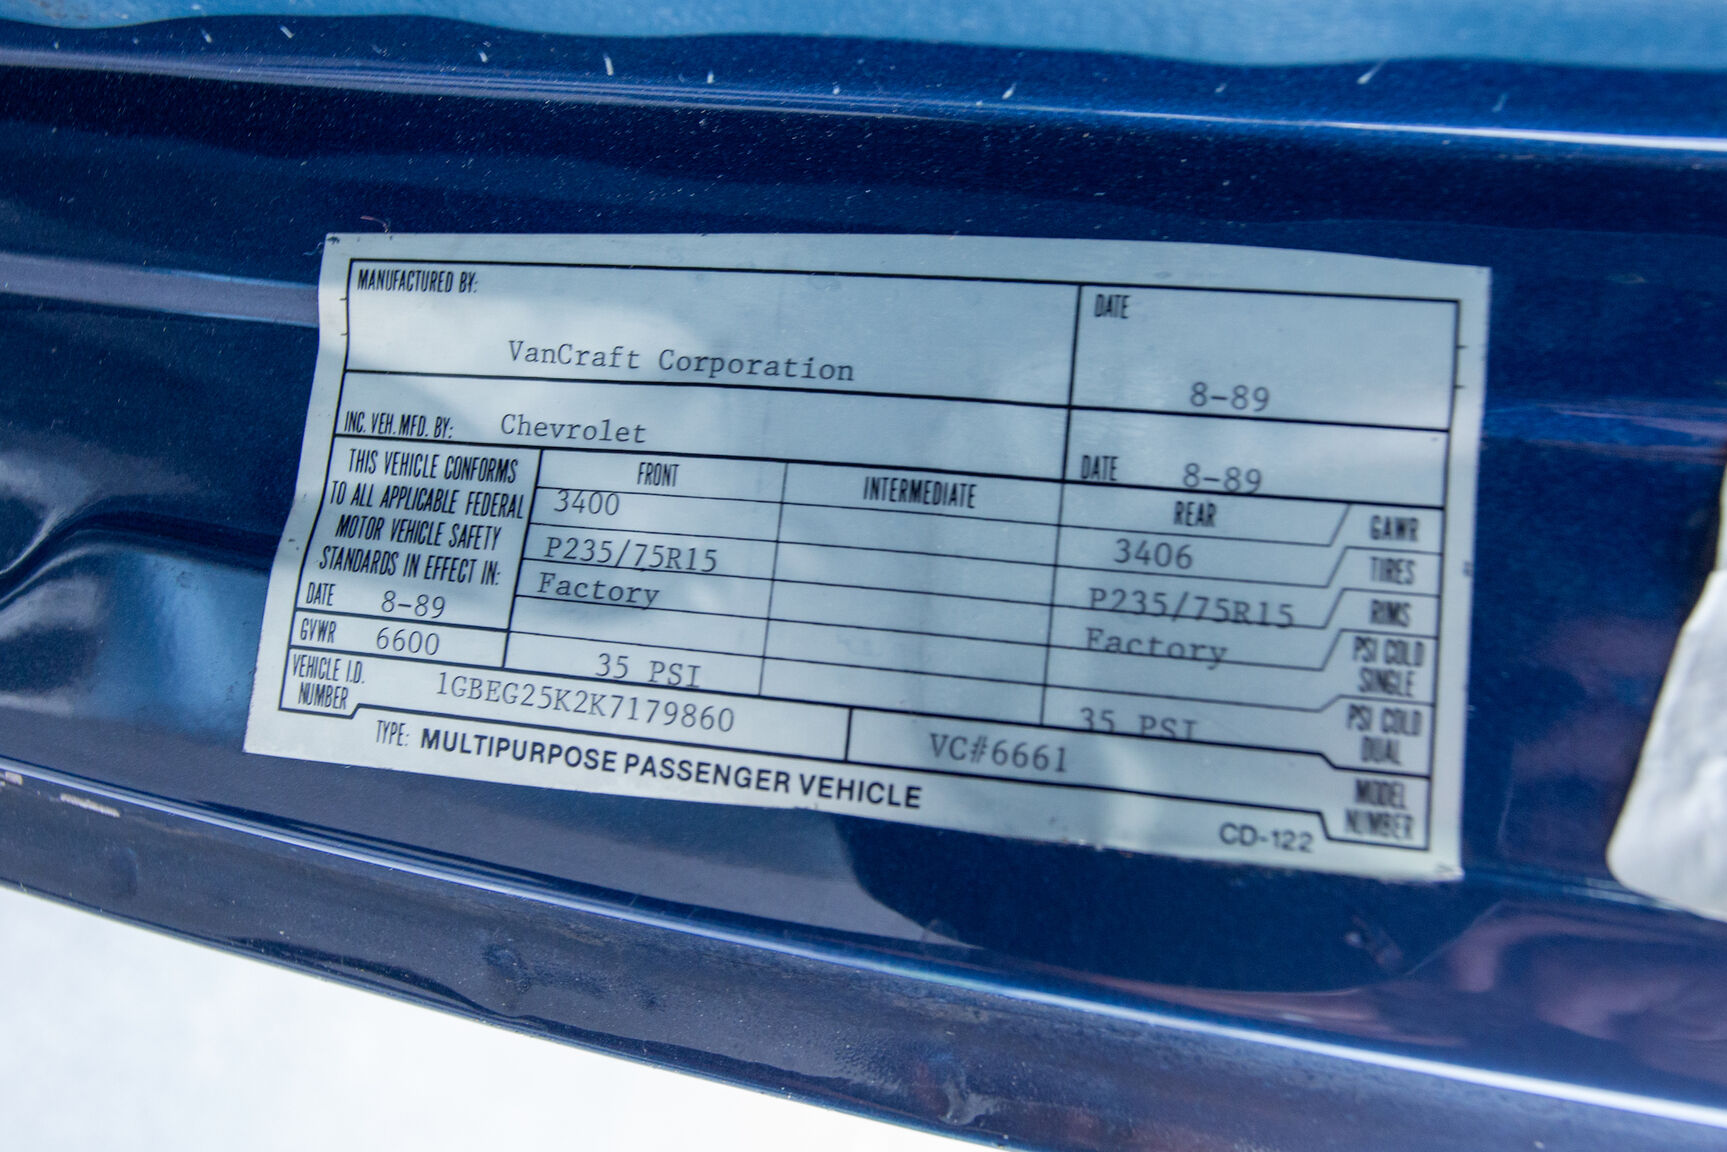 MANUFACTURED BY:
VanCraft Corporation
DATE
8-89
INC. VEH. MFD. BY: Chevrolet
DATE 8-89
THIS VEHICLE CONFORMS
TO ALL APPLICABLE FEDERAL
MOTOR VEHICLE SAFETY
STANDARDS IN EFFECT IN:
DATE 8-89
GVWR 6600
FRONT INTERMEDIATE REAR
3400 3406 GAWR
P235/75R15 P235/75R15 TIRES
Factory Factory RIMS
PSI COLD
SINGLE
35 PSI 35 PSI PSI COLD
DUAL
VEHICLE I.D.
NUMBER 1GBEG25K2K7179860
VC#6661 MODEL
NUMBER
TYPE: MULTIPURPOSE PASSENGER VEHICLE
CD-122